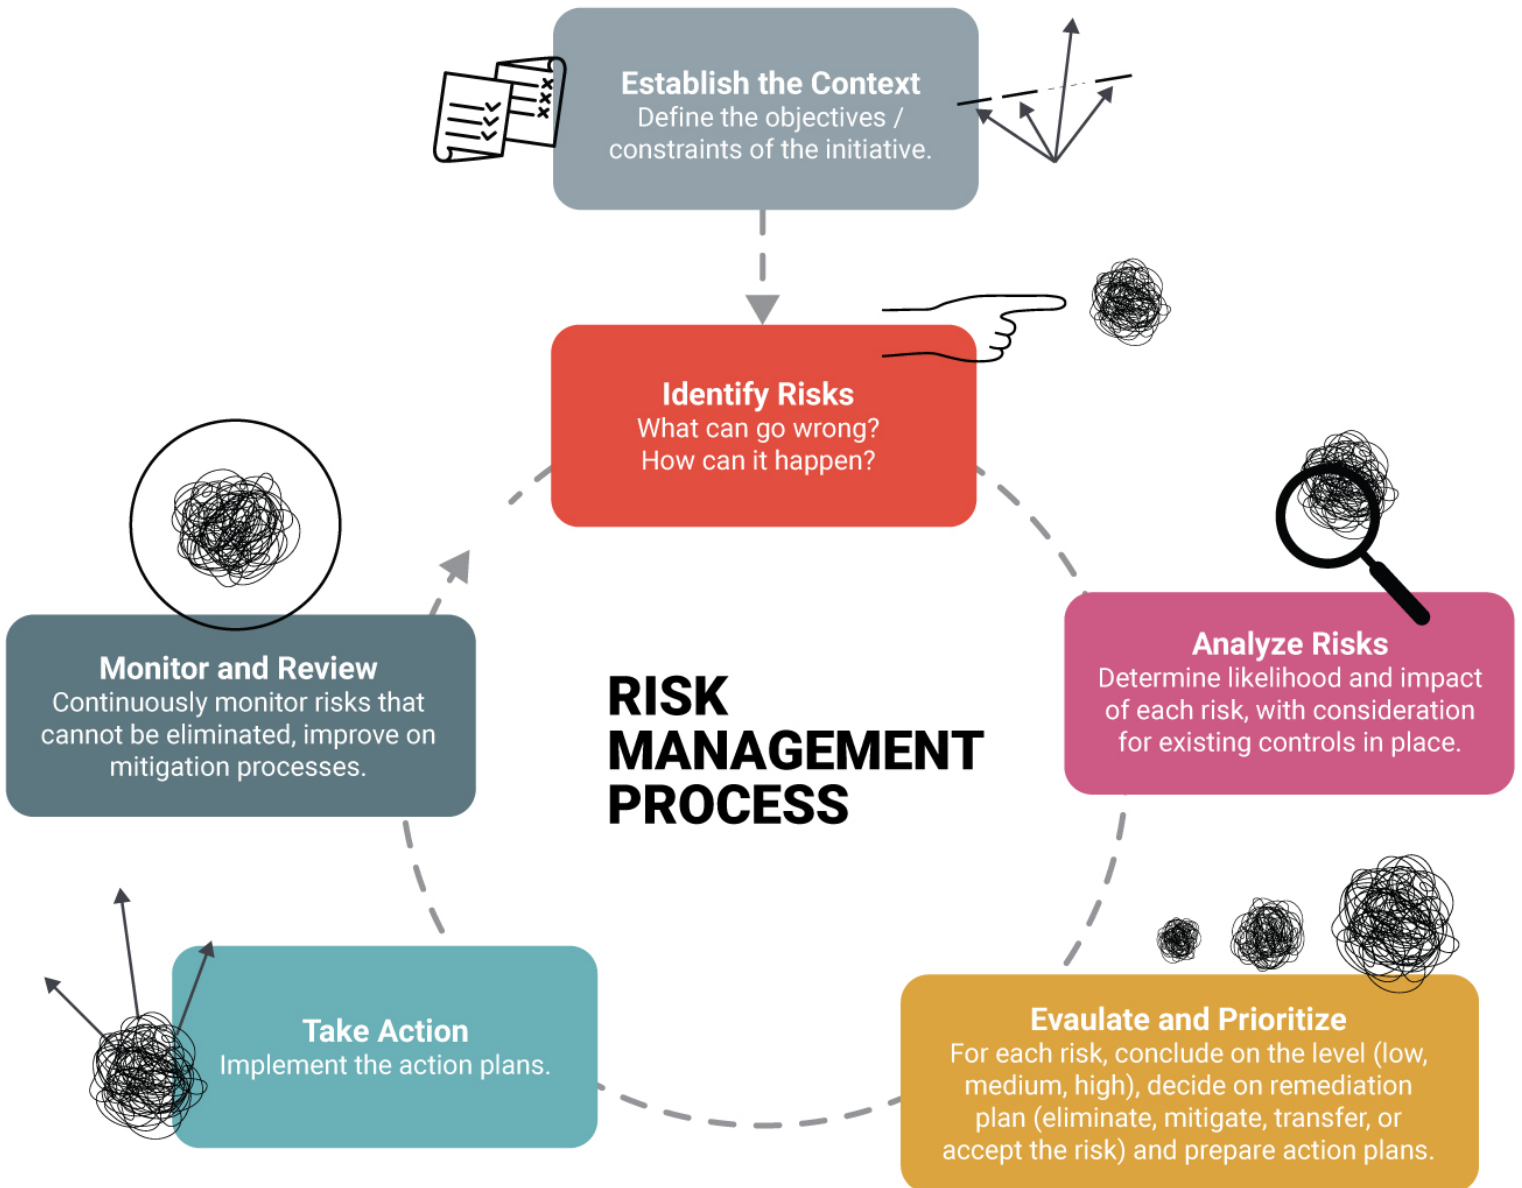 Establish the Context
Define the objectives /
constraints of the initiative.
Identify Risks
What can go wrong?
How can it happen?
Analyze Risks
Determine likelihood and impact
of each risk, with consideration
for existing controls in place.
Evaulate and Prioritize
For each risk, conclude on the level (low,
medium, high), decide on remediation
plan (eliminate, mitigate, transfer, or
accept the risk) and prepare action plans.
Take Action
Implement the action plans.
Monitor and Review
Continuously monitor risks that
cannot be eliminated, improve on
mitigation processes.
RISK
MANAGEMENT
PROCESS